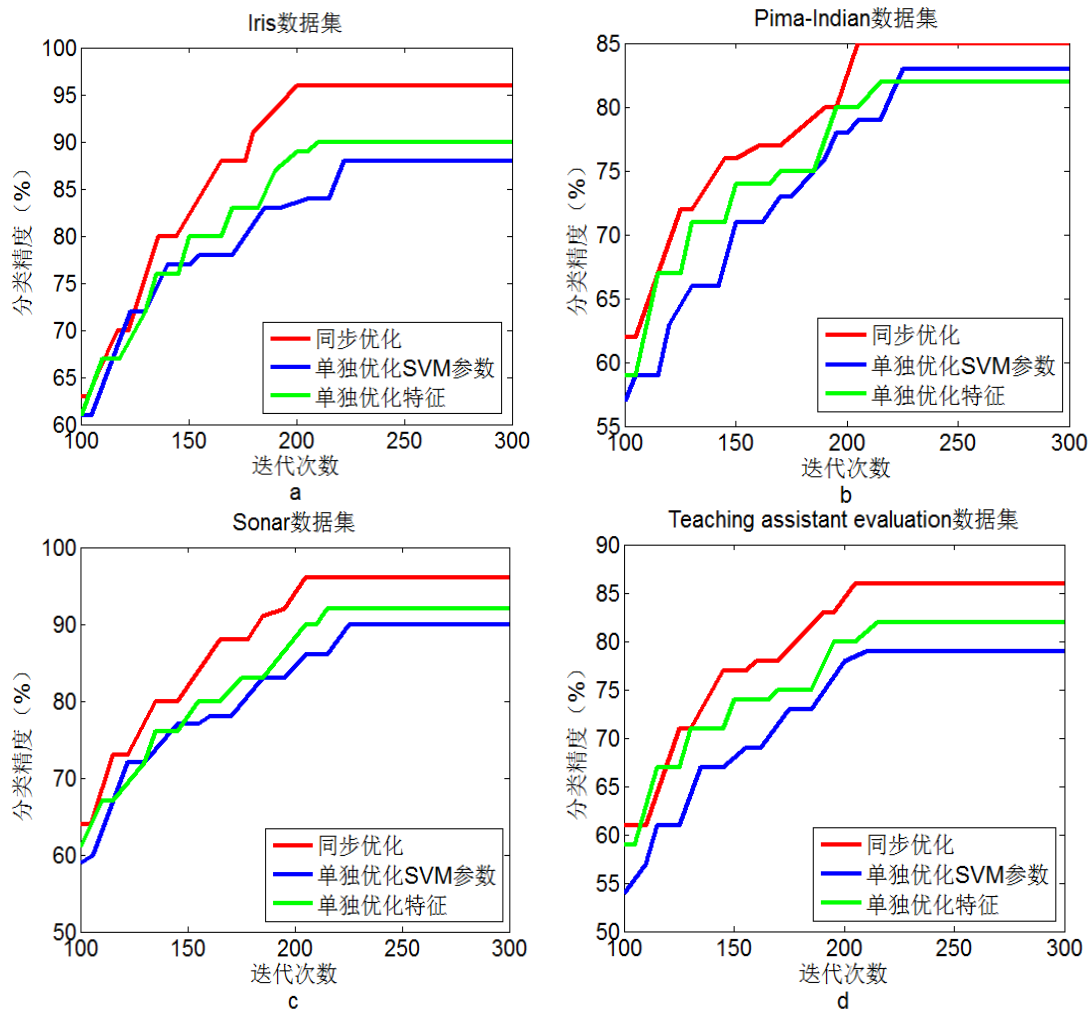 Iris数据集
100
95
90
85
80
75
70
65
60
分类精度（%）
同步优化
单独优化SVM参数
单独优化特征
100 150 200 250 300
迭代次数
a
Pima-Indian数据集
85
80
75
70
65
60
55
分类精度（%）
同步优化
单独优化SVM参数
单独优化特征
100 150 200 250 300
迭代次数
b
Sonar数据集
100
90
80
70
60
50
分类精度（%）
同步优化
单独优化SVM参数
单独优化特征
100 150 200 250 300
迭代次数
c
Teaching assistant evaluation数据集
90
85
80
75
70
65
60
55
50
分类精度（%）
同步优化
单独优化SVM参数
单独优化特征
100 150 200 250 300
迭代次数
d